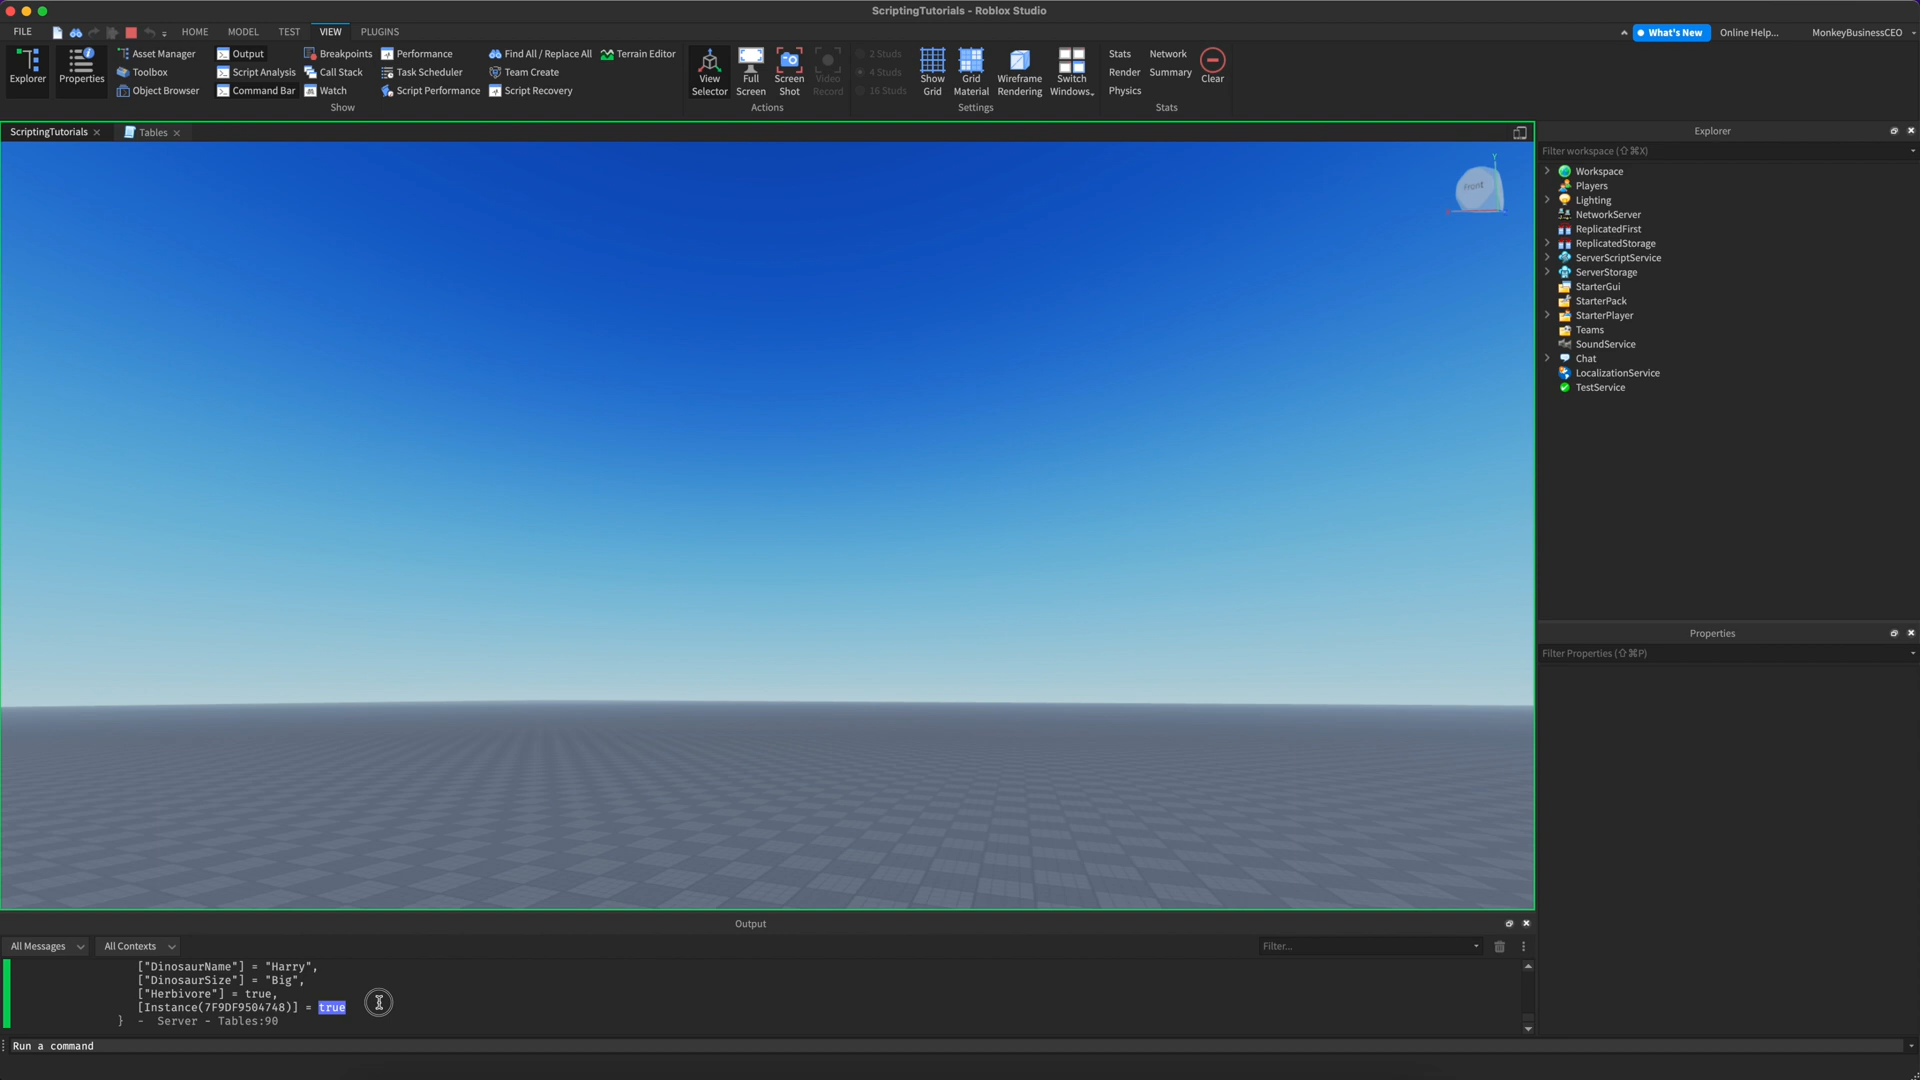 ScriptingTutorials - Roblox Studio
FILE HOME MODEL TEST VIEW PLUGINS What's New Online Help... MonkeyBusinessCEO
Explorer
Properties
Asset Manager
Toolbox
Object Browser
Output
Script Analysis
Command Bar
Breakpoints
Call Stack
Watch
Performance
Task Scheduler
Script Performance
Find All / Replace All
Team Create
Script Recovery
Terrain Editor
Show
View
Selector
Full
Screen
Screen
Shot
Video
Record
Actions
2 Studs
4 Studs
16 Studs
Show
Grid
Grid
Material
Wireframe
Rendering
Switch
Windows
Settings
Stats
Render
Physics
Network
Summary
Clear
Stats
ScriptingTutorials Tables
Front
Y
Explorer
Filter workspace (⇧⌘X)
Workspace
Players
Lighting
NetworkServer
ReplicatedFirst
ReplicatedStorage
ServerScriptService
ServerStorage
StarterGui
StarterPack
StarterPlayer
Teams
SoundService
Chat
LocalizationService
TestService
Properties
Filter Properties (⇧⌘P)
Output
All Messages All Contexts Filter...
["DinosaurName"] = "Harry",
["DinosaurSize"] = "Big",
["Herbivore"] = true,
[Instance(7F9DF9504748)] = true
} - Server - Tables:90
Run a command